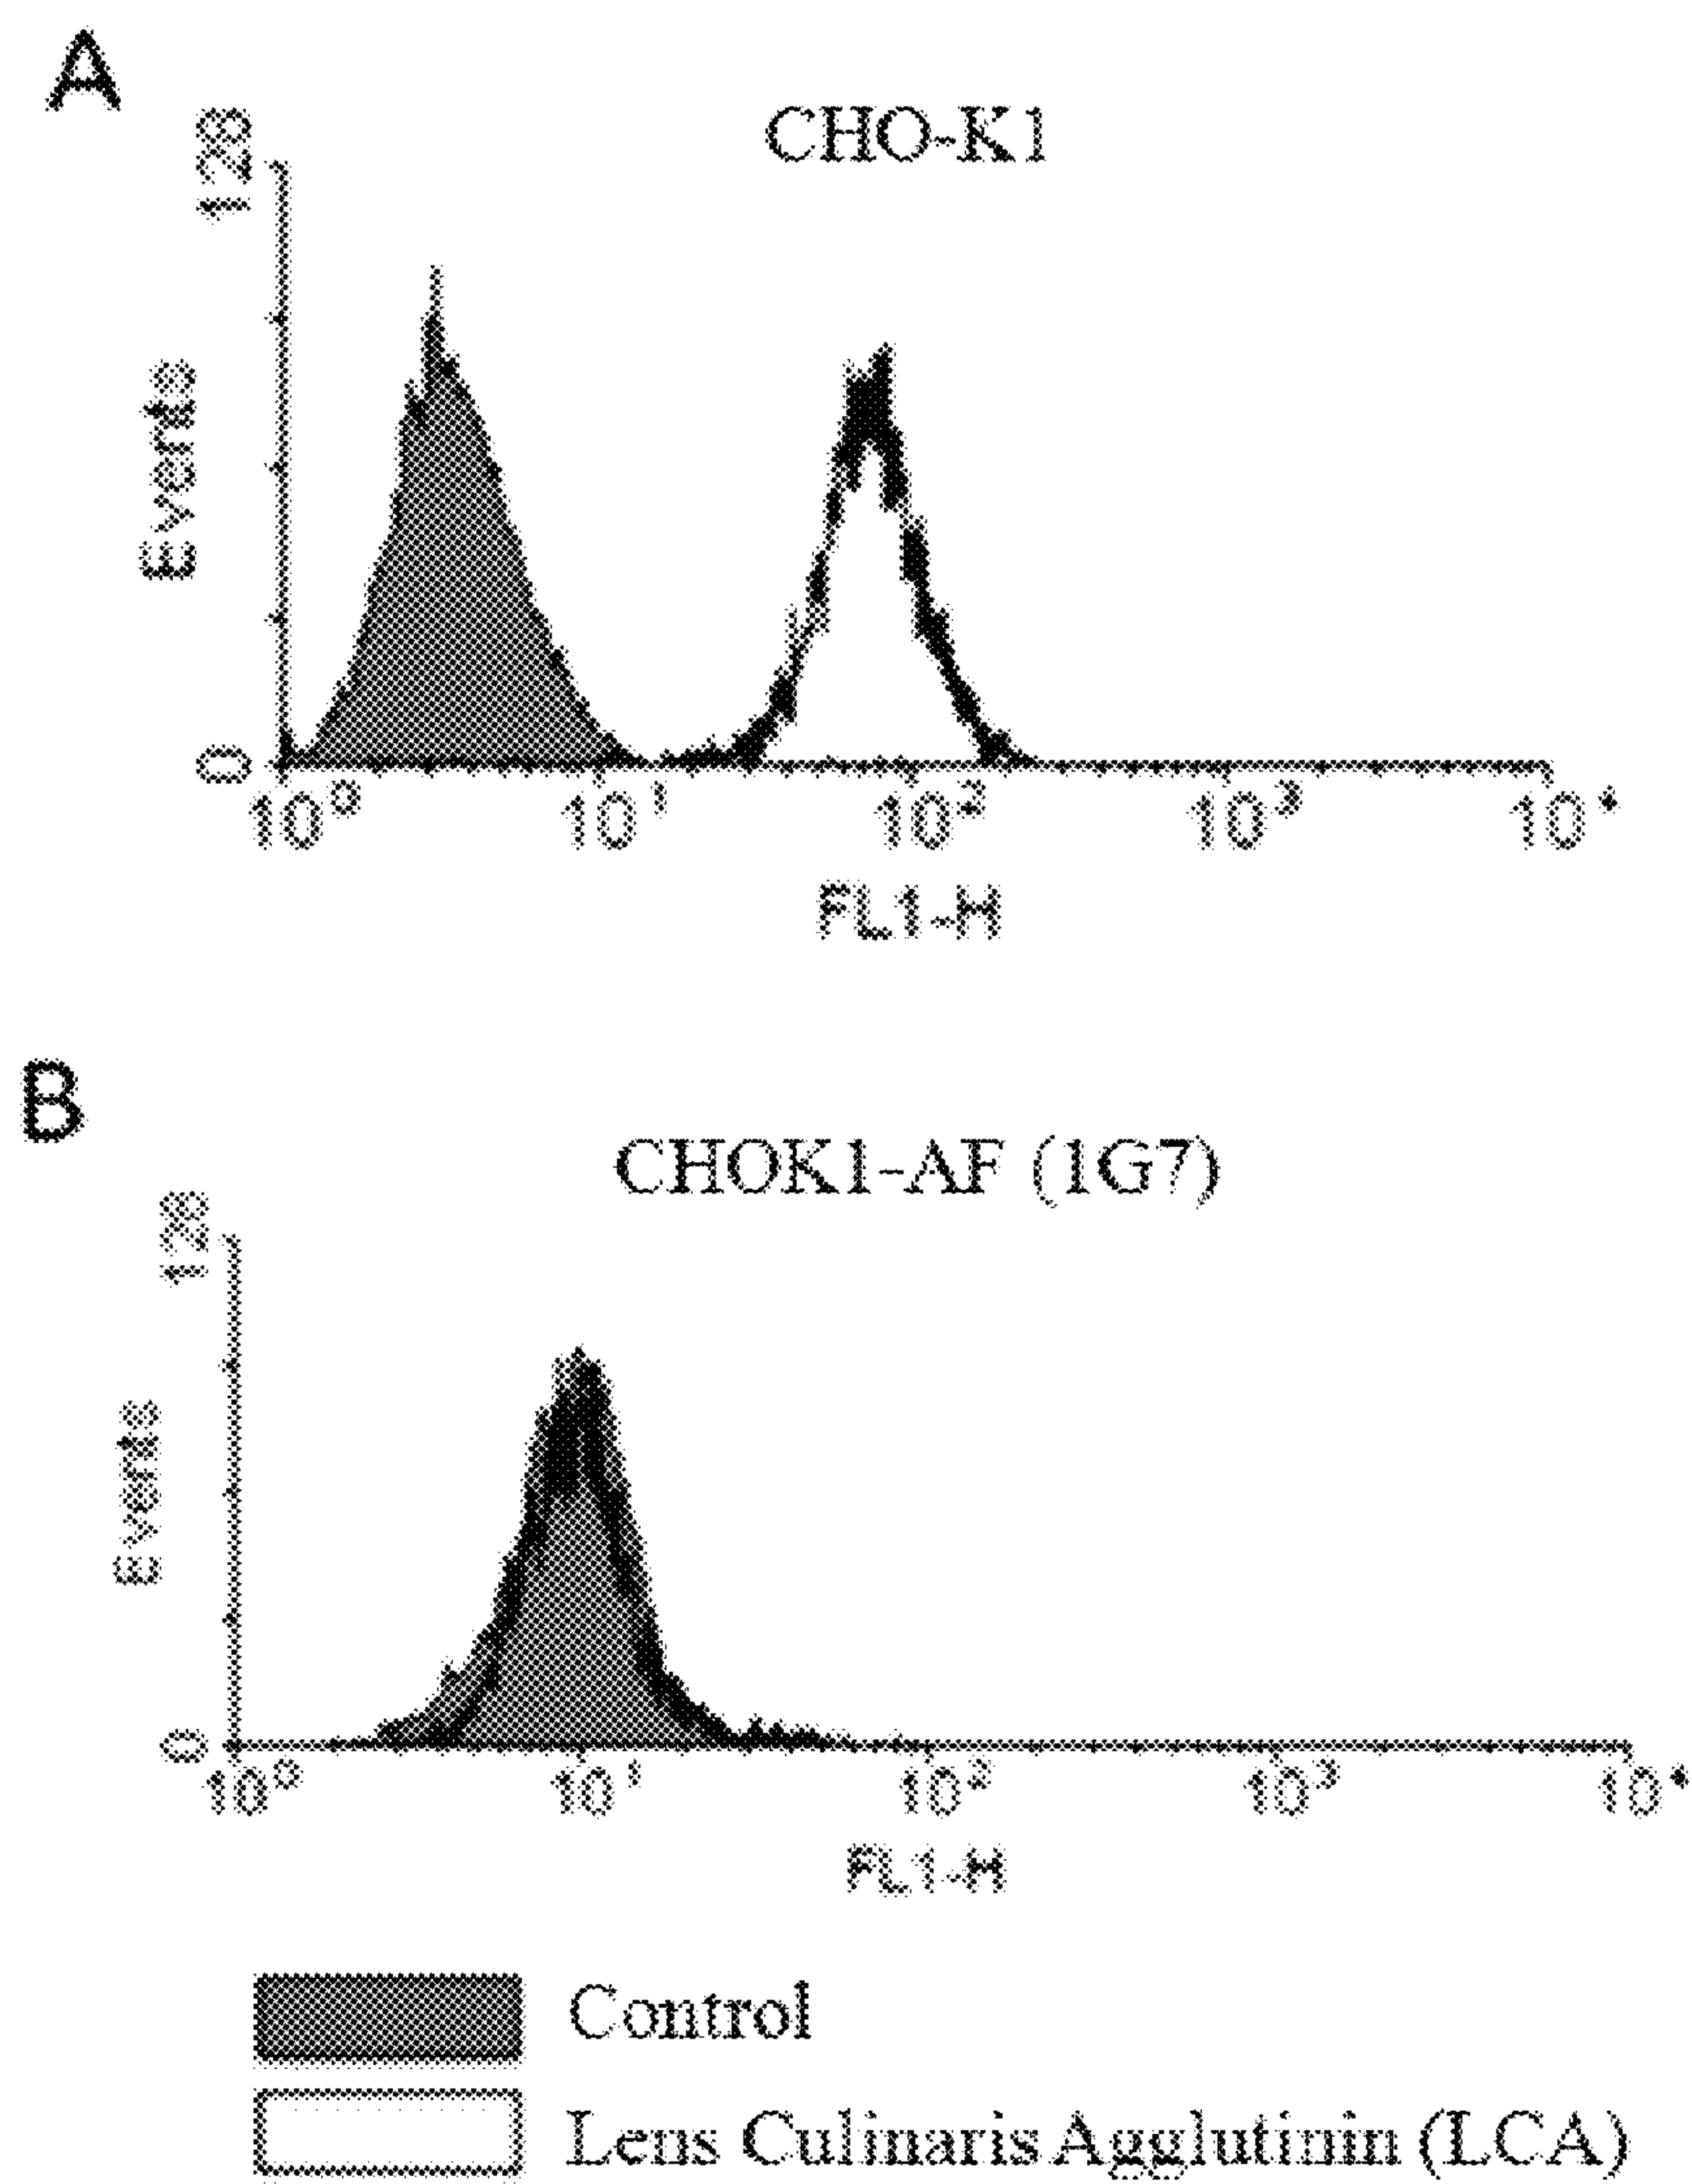 A
CHO-K1
128
Events
0
10⁰ 10¹ 10² 10³ 10⁴
FL1-H
B
CHOK1-AF (1G7)
128
Events
0
10⁰ 10¹ 10² 10³ 10⁴
FL1-H
Control
Lens Culinaris Agglutinin (LCA)